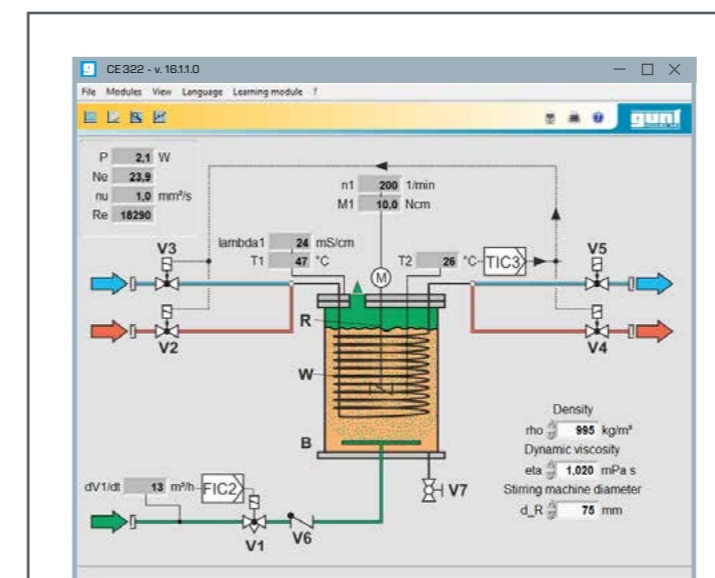 CE322 - v. 16.1.1.0
File Modules View Language Learning module ?
gunt
P 2,1 W
Ne 23,9
nu 1,0 mm²/s
Re 18290
n1 200 1/min
M1 10,0 Ncm
lambda1 24 mS/cm
T1 47 °C
T2 26 °C
TIC3
V3
V5
M
V2
V4
R
W
B
Density
rho 995 kg/m³
Dynamic viscosity
eta 1,020 mPa s
Stirring machine diameter
d_R 75 mm
dV1/dt 13 m³/h
FIC2
V7
V1
V6